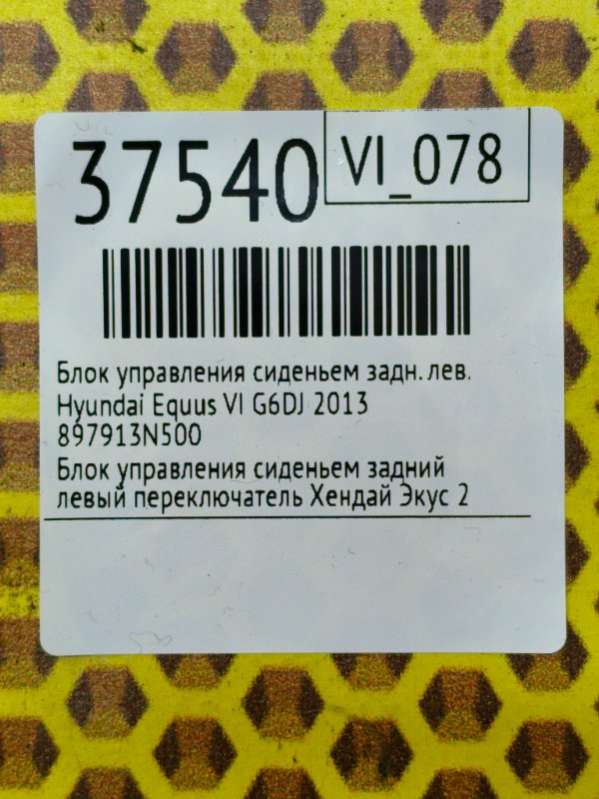 37540
VI_078
Блок управления сиденьем задн. лев.
Hyundai Equus VI G6DJ 2013
897913N500
Блок управления сиденьем задний
левый переключатель Хендай Экус 2